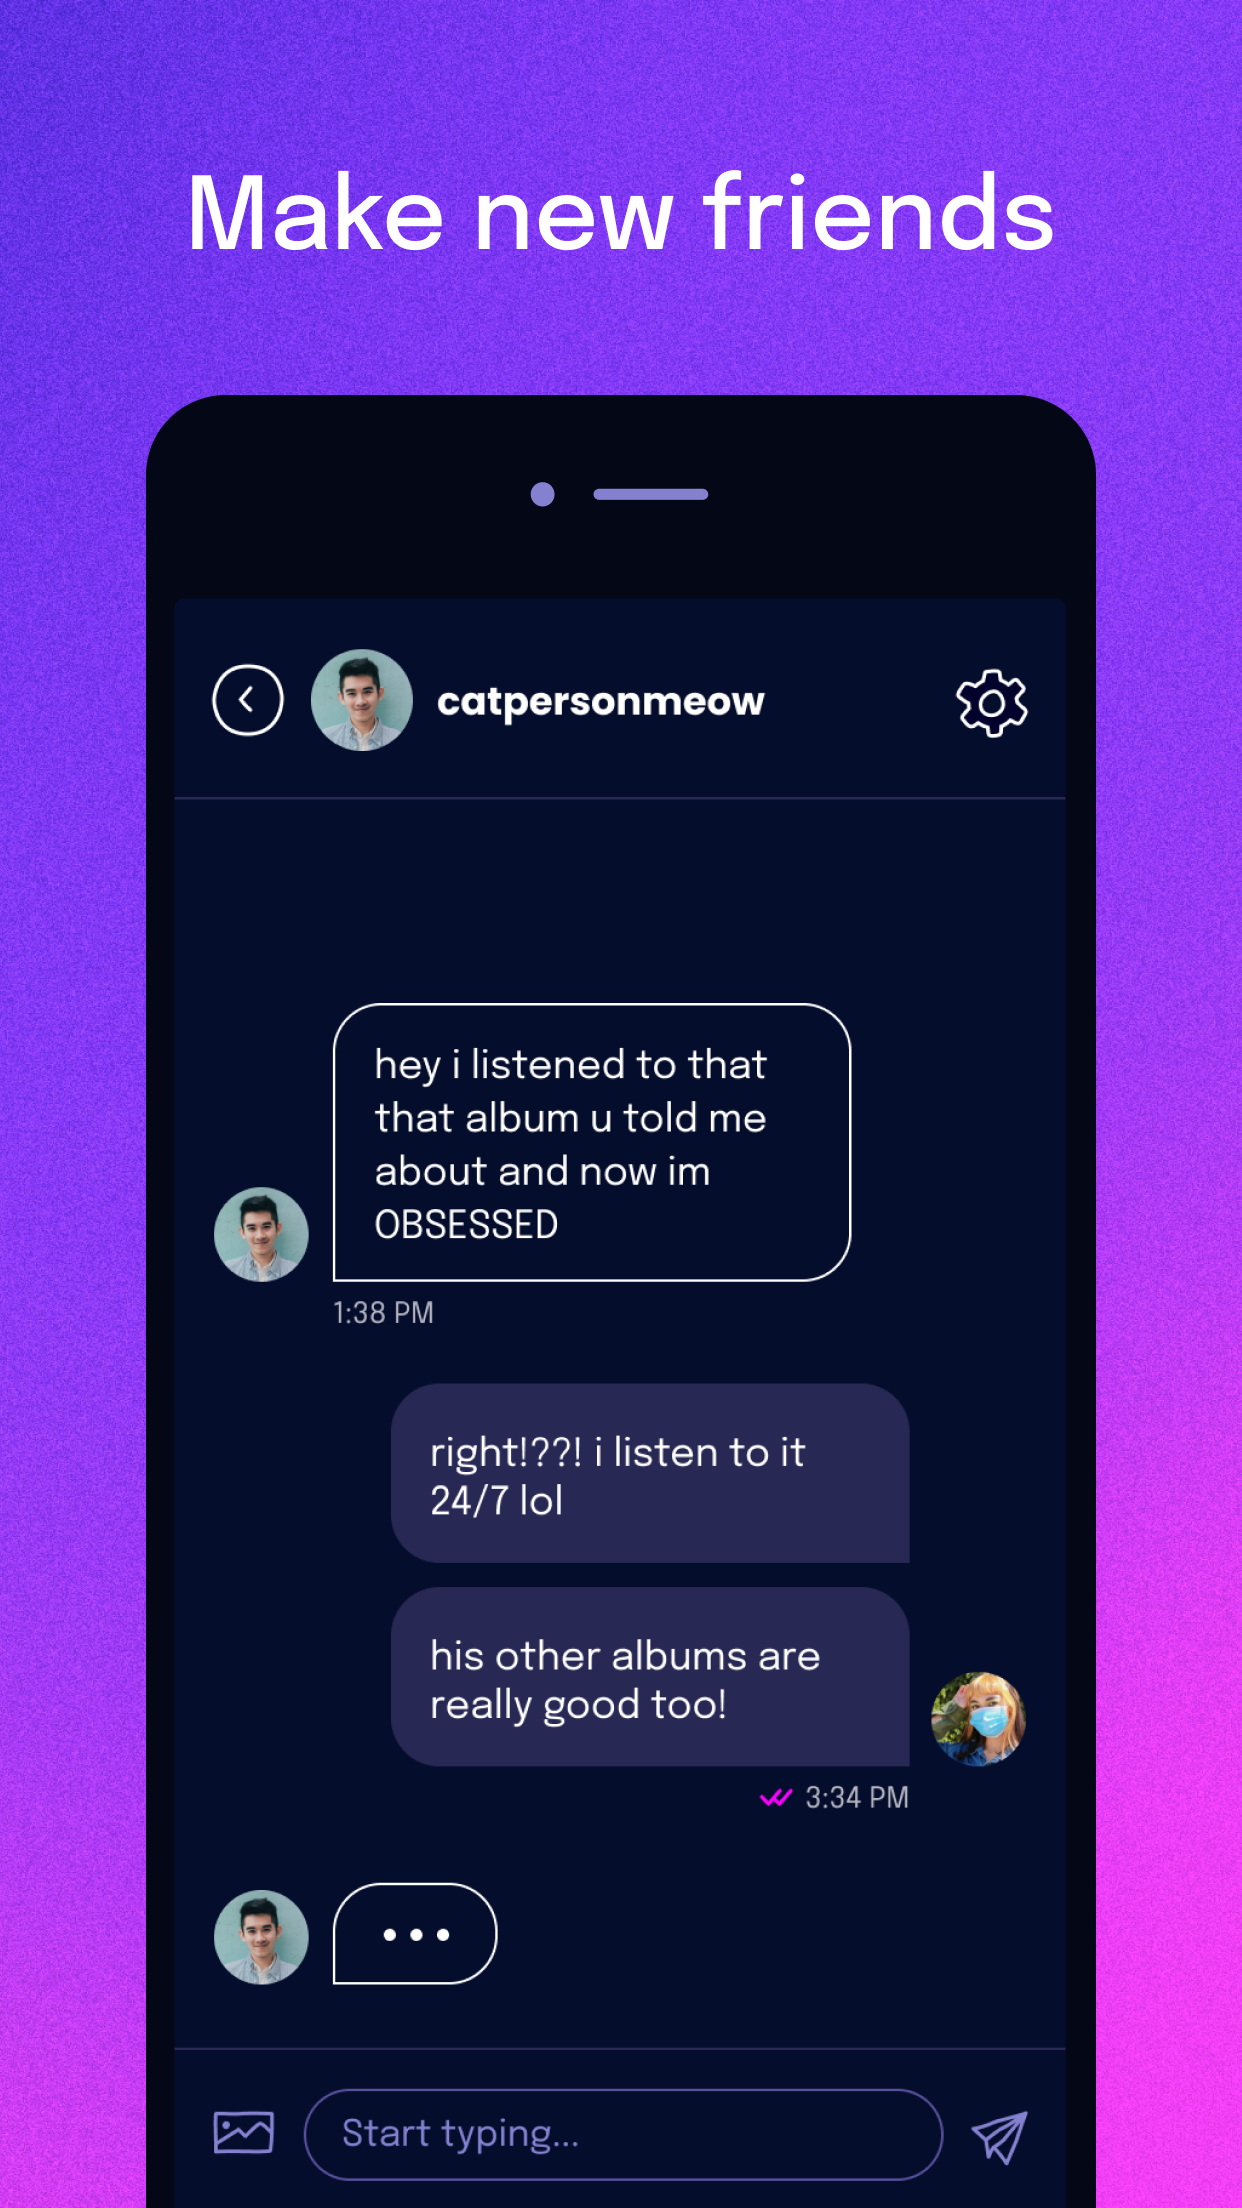 Make new friends
catpersonmeow
hey i listened to that
that album u told me
about and now im
OBSESSED
1:38 PM
right!??! i listen to it
24/7 lol
his other albums are
really good too!
3:34 PM
Start typing...